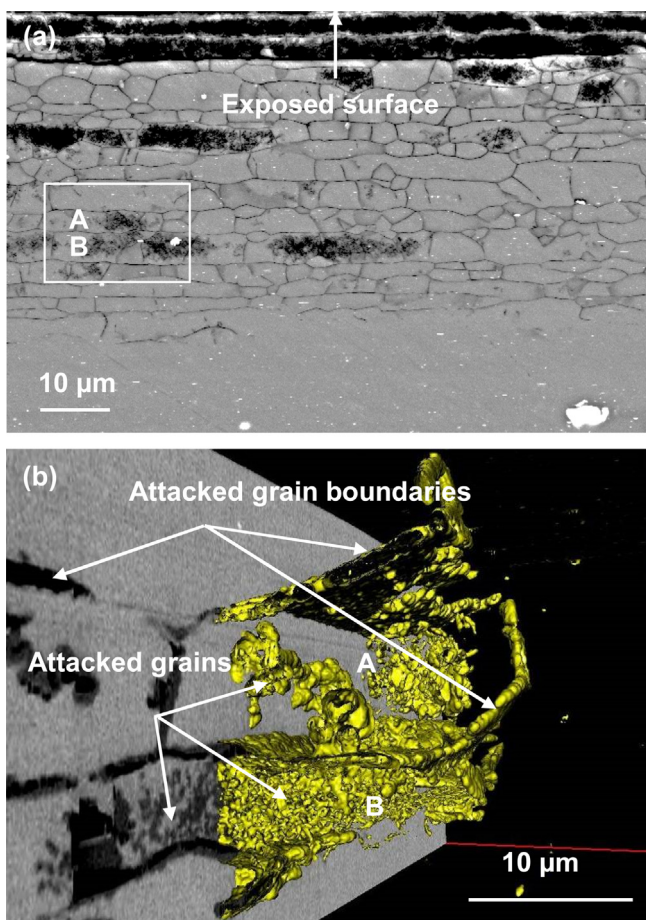 (a)
Exposed surface
A
B
10 µm
(b)
Attacked grain boundaries
Attacked grains
A
B
10 µm